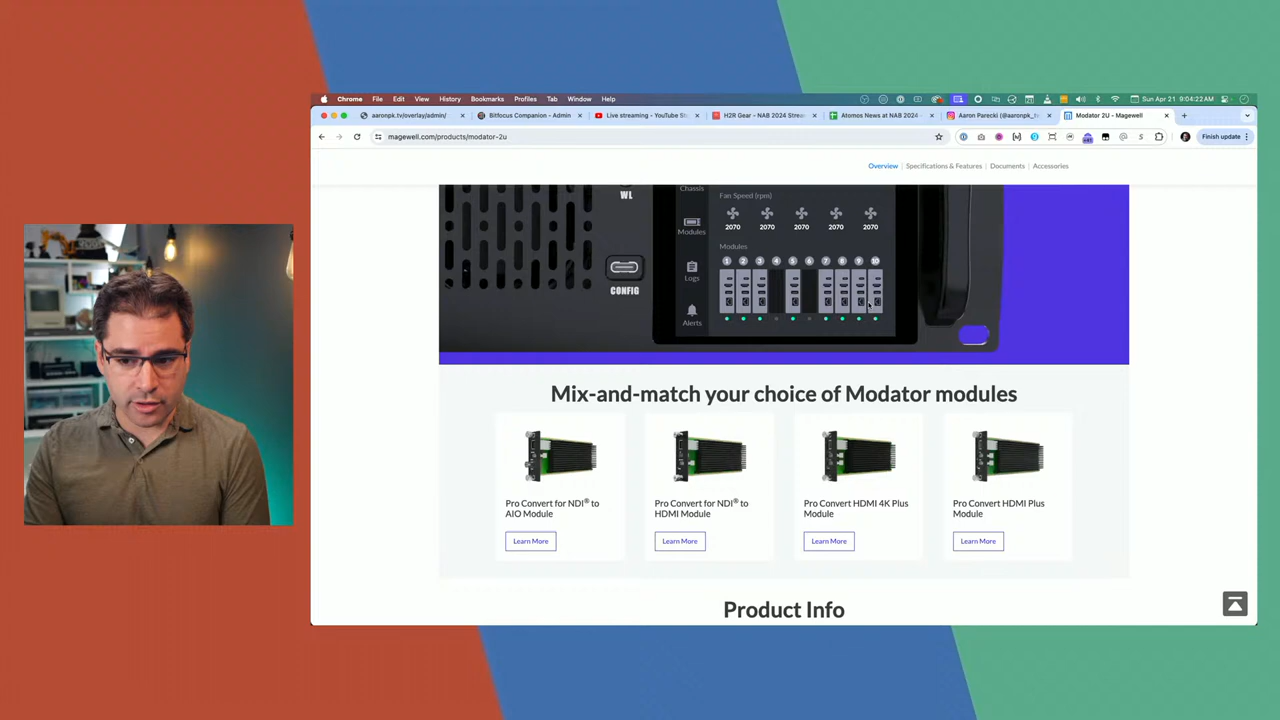 Chrome File Edit View History Bookmarks Profiles Tab Window Help
Sun Apr 21 9:04:22 AM
aaronpk.tv/overlay/admin/
Bitfocus Companion - Admin
Live streaming - YouTube St
H2R Gear - NAB 2024 Strea
Atomos News at NAB 2024 -
Aaron Parecki (@aaronpk_t
Modator 2U - Magewell
magewell.com/products/modator-2u
Finish update
Overview | Specifications & Features | Documents | Accessories
Chassis
Fan Speed (rpm)
WL
2070 2070 2070 2070 2070
Modules
Modules
1 2 3 4 5 6 7 8 9 10
Logs
CONFIG
Alerts
Mix-and-match your choice of Modator modules
Pro Convert for NDI® to
AIO Module
Learn More
Pro Convert for NDI® to
HDMI Module
Learn More
Pro Convert HDMI 4K Plus
Module
Learn More
Pro Convert HDMI Plus
Module
Learn More
Product Info